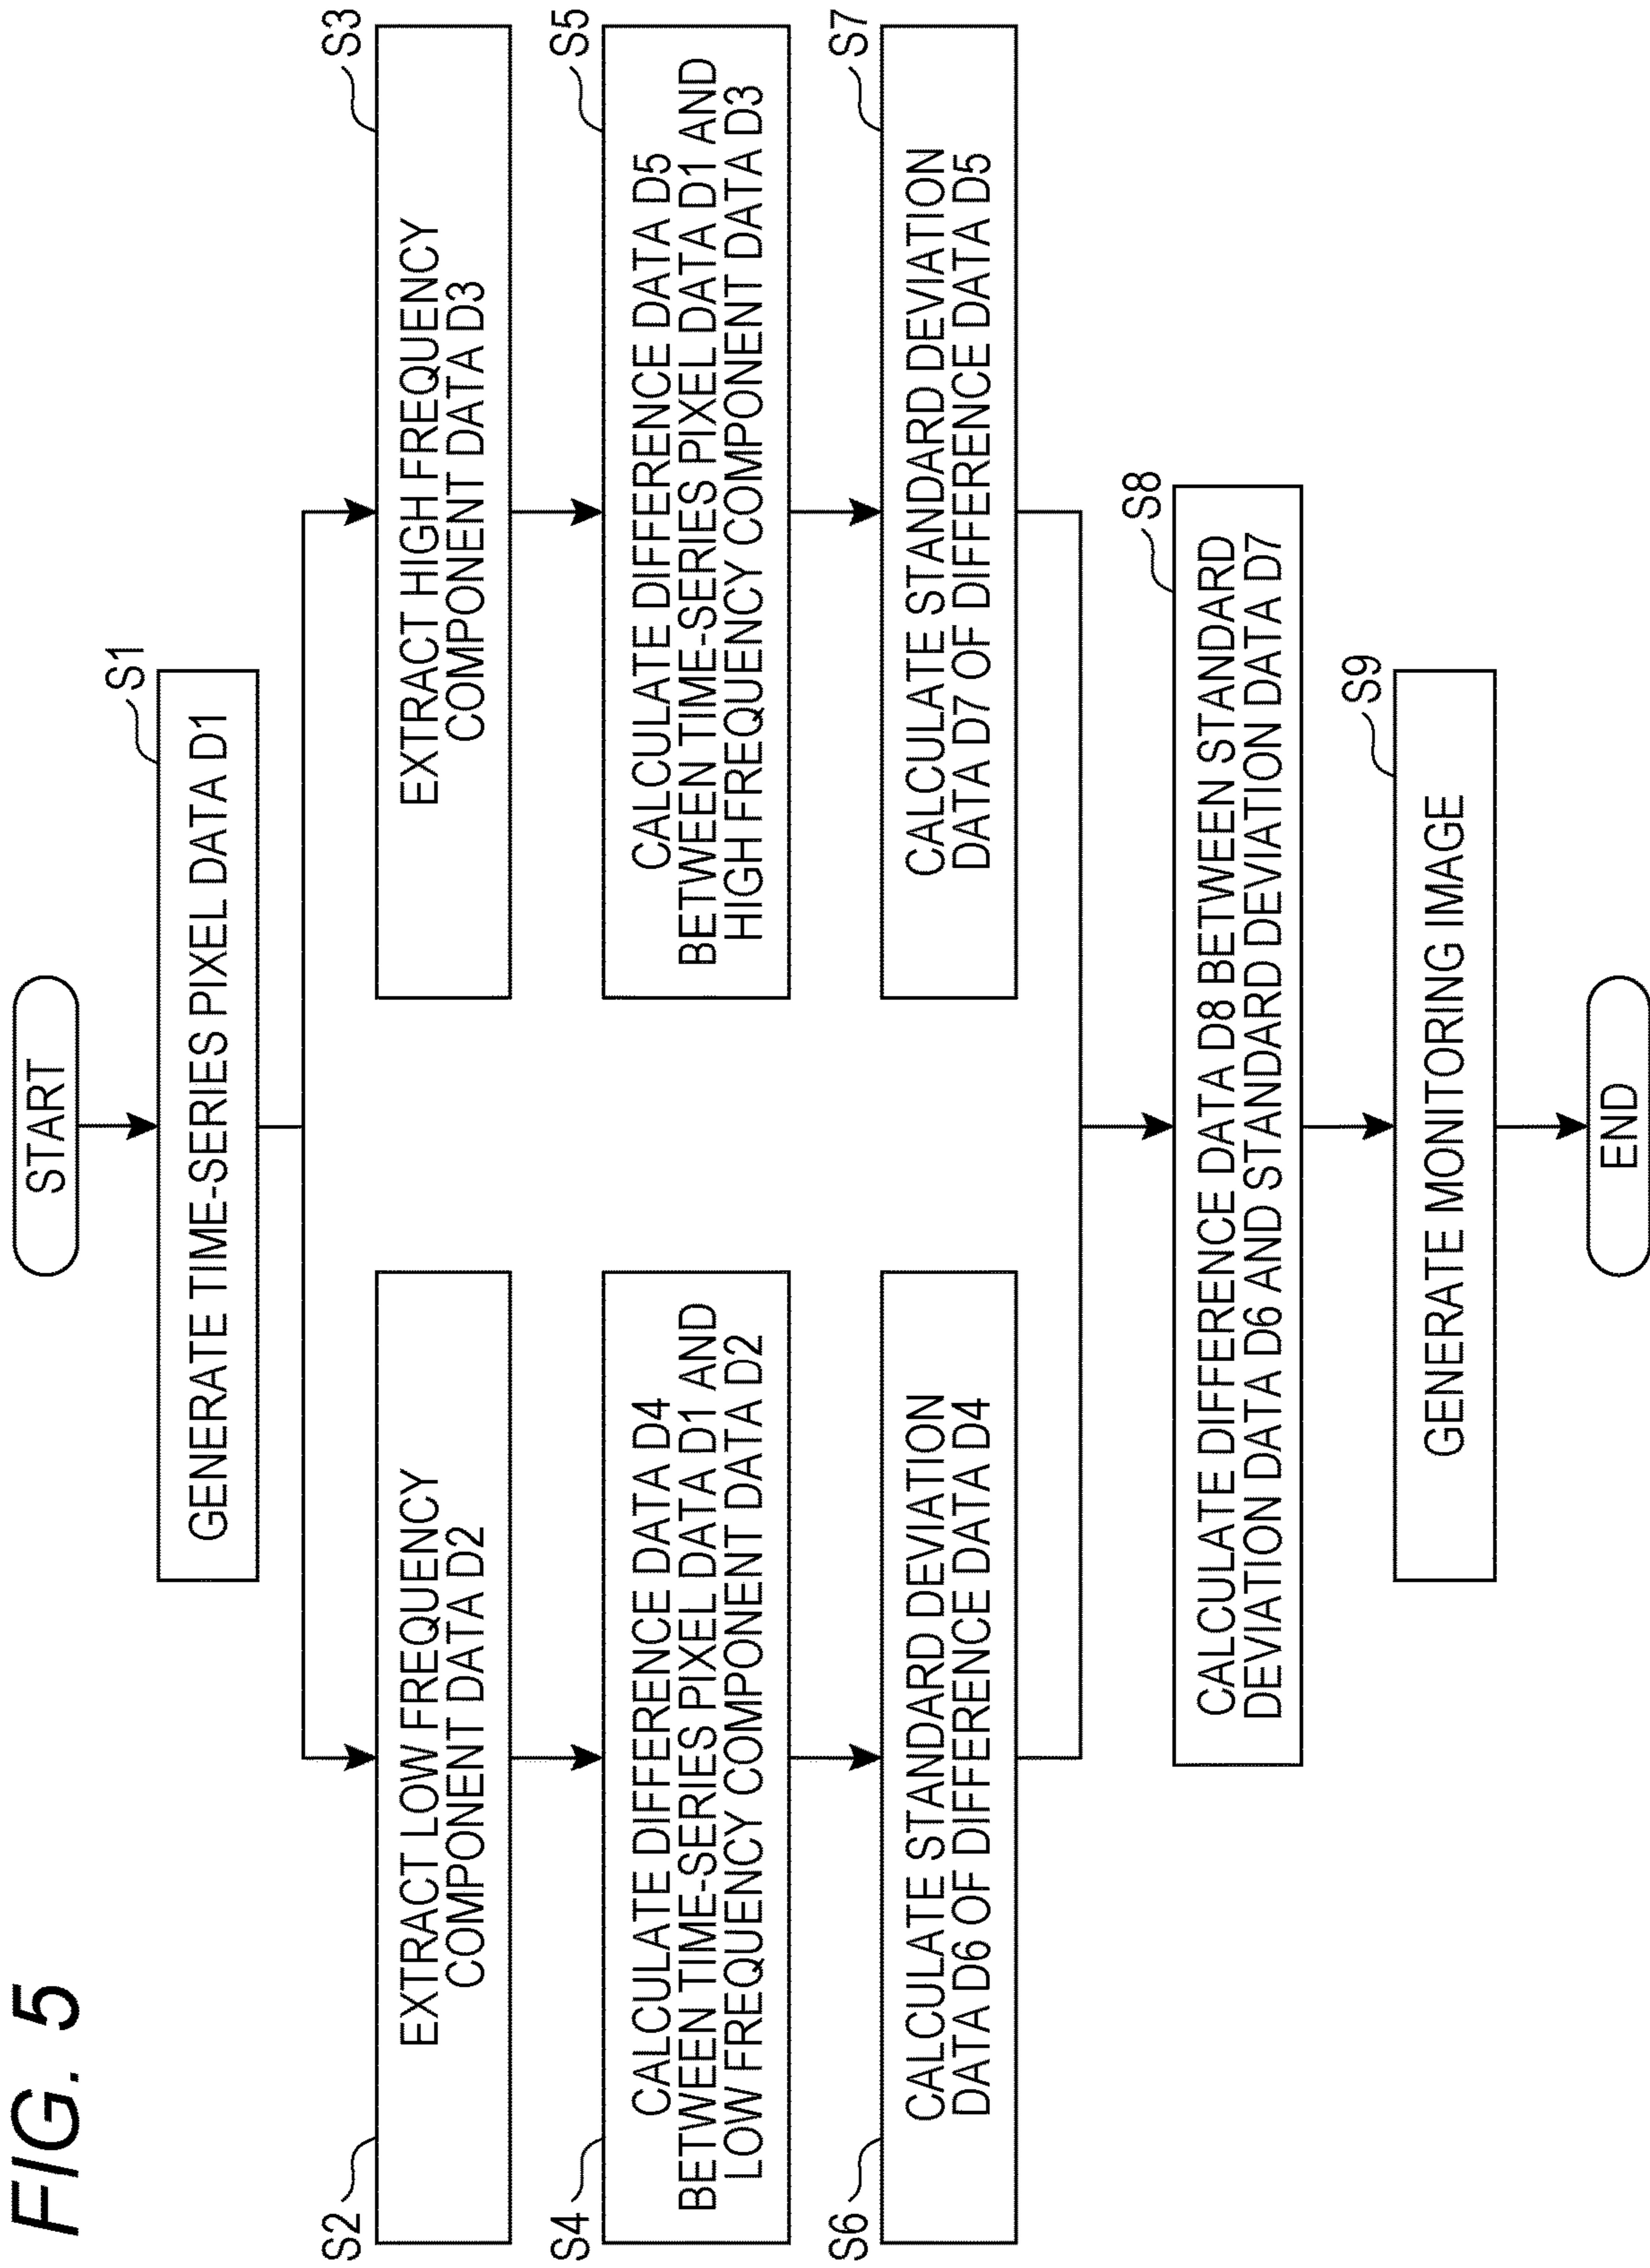 FIG. 5
START
S1
GENERATE TIME-SERIES PIXEL DATA D1
S2
EXTRACT LOW FREQUENCY
COMPONENT DATA D2
S3
EXTRACT HIGH FREQUENCY
COMPONENT DATA D3
S4
CALCULATE DIFFERENCE DATA D4
BETWEEN TIME-SERIES PIXEL DATA D1 AND
LOW FREQUENCY COMPONENT DATA D2
S5
CALCULATE DIFFERENCE DATA D5
BETWEEN TIME-SERIES PIXEL DATA D1 AND
HIGH FREQUENCY COMPONENT DATA D3
S6
CALCULATE STANDARD DEVIATION
DATA D6 OF DIFFERENCE DATA D4
S7
CALCULATE STANDARD DEVIATION
DATA D7 OF DIFFERENCE DATA D5
S8
CALCULATE DIFFERENCE DATA D8 BETWEEN STANDARD
DEVIATION DATA D6 AND STANDARD DEVIATION DATA D7
S9
GENERATE MONITORING IMAGE
END